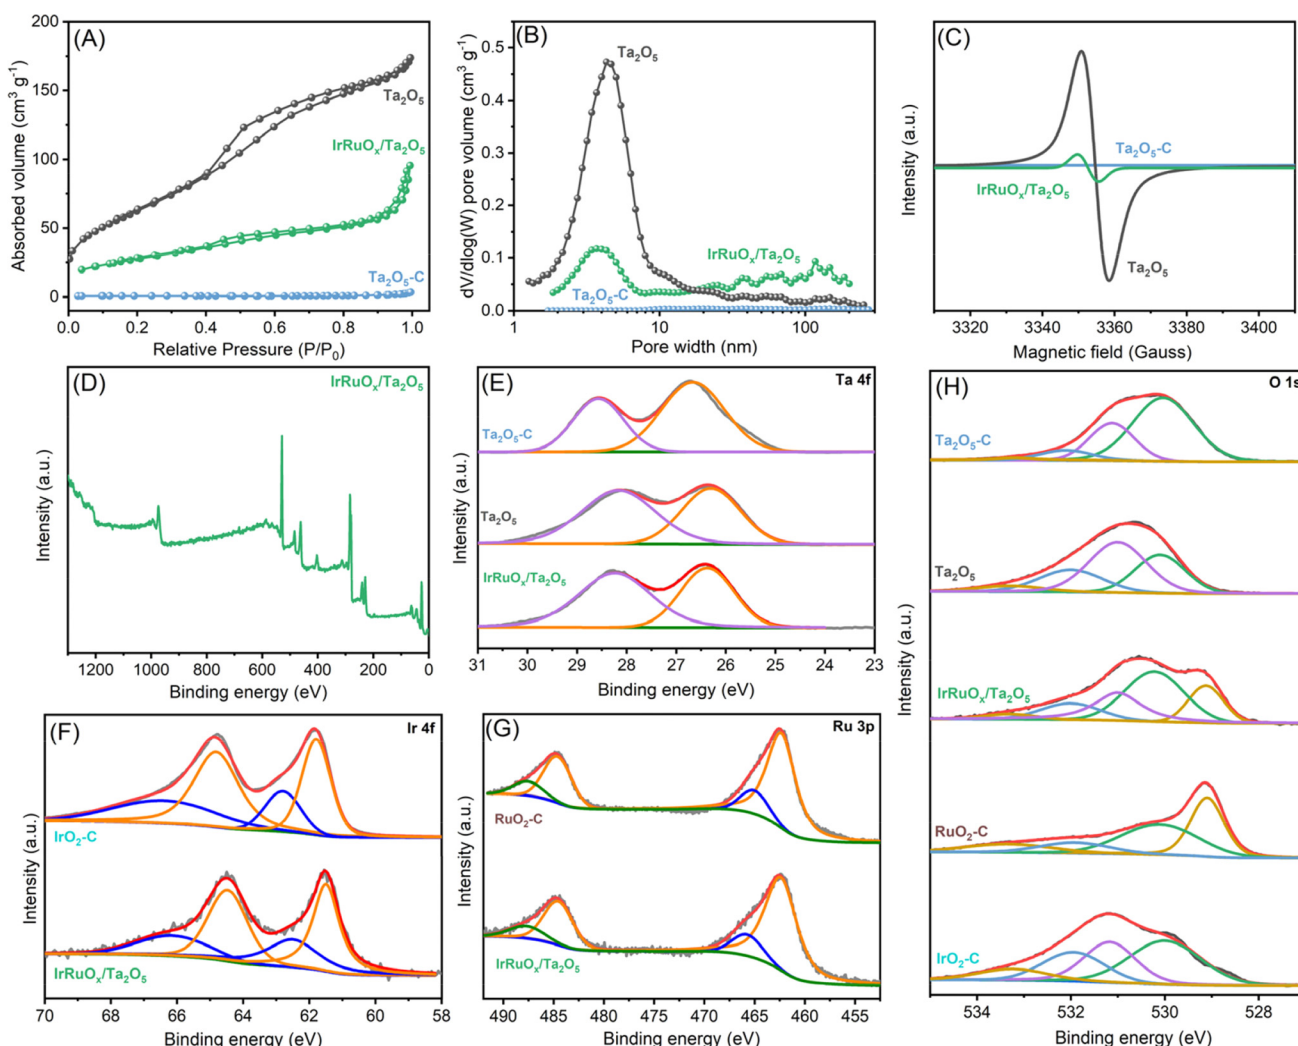 (A)
Absorbed volume (cm³ g⁻¹)
200
150
100
50
0
Ta₂O₅
IrRuOₓ/Ta₂O₅
Ta₂O₅-C
0.0 0.2 0.4 0.6 0.8 1.0
Relative Pressure (P/P₀)
(B)
dV/dlog(W) pore volume (cm³ g⁻¹)
0.5
0.4
0.3
0.2
0.1
0.0
Ta₂O₅
IrRuOₓ/Ta₂O₅
Ta₂O₅-C
1 10 100
Pore width (nm)
(C)
Intensity (a.u.)
Ta₂O₅-C
IrRuOₓ/Ta₂O₅
Ta₂O₅
3320 3340 3360 3380 3400
Magnetic field (Gauss)
(D)
IrRuOₓ/Ta₂O₅
Intensity (a.u.)
1200 1000 800 600 400 200 0
Binding energy (eV)
(E)
Ta 4f
Intensity (a.u.)
Ta₂O₅-C
Ta₂O₅
IrRuOₓ/Ta₂O₅
31 30 29 28 27 26 25 24 23
Binding energy (eV)
(F)
Ir 4f
Intensity (a.u.)
IrO₂-C
IrRuOₓ/Ta₂O₅
70 68 66 64 62 60 58
Binding energy (eV)
(G)
Ru 3p
Intensity (a.u.)
RuO₂-C
IrRuOₓ/Ta₂O₅
490 485 480 475 470 465 460 455
Binding energy (eV)
(H)
O 1s
Intensity (a.u.)
Ta₂O₅-C
Ta₂O₅
IrRuOₓ/Ta₂O₅
RuO₂-C
IrO₂-C
534 532 530 528
Binding energy (eV)